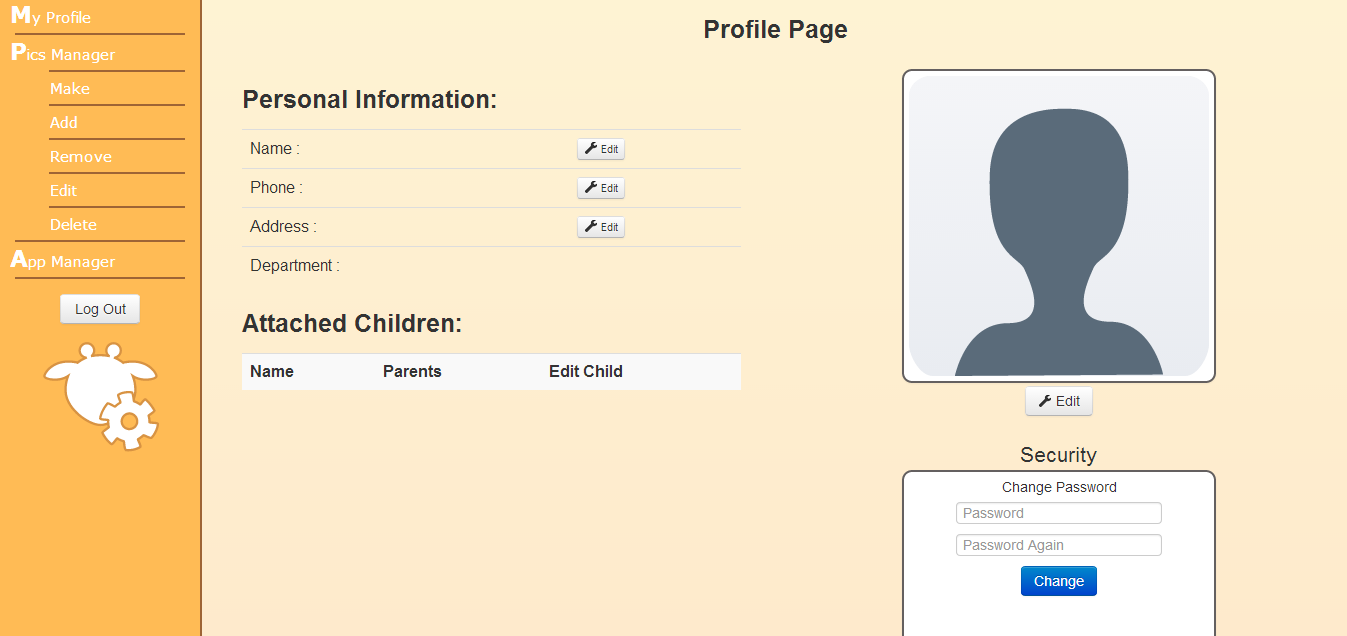 My Profile
Pics Manager
Make
Add
Remove
Edit
Delete
App Manager
Log Out
Profile Page
Personal Information:
Name : Edit
Phone : Edit
Address : Edit
Department :
Attached Children:
Name Parents Edit Child
Edit
Security
Change Password
Password
Password Again
Change